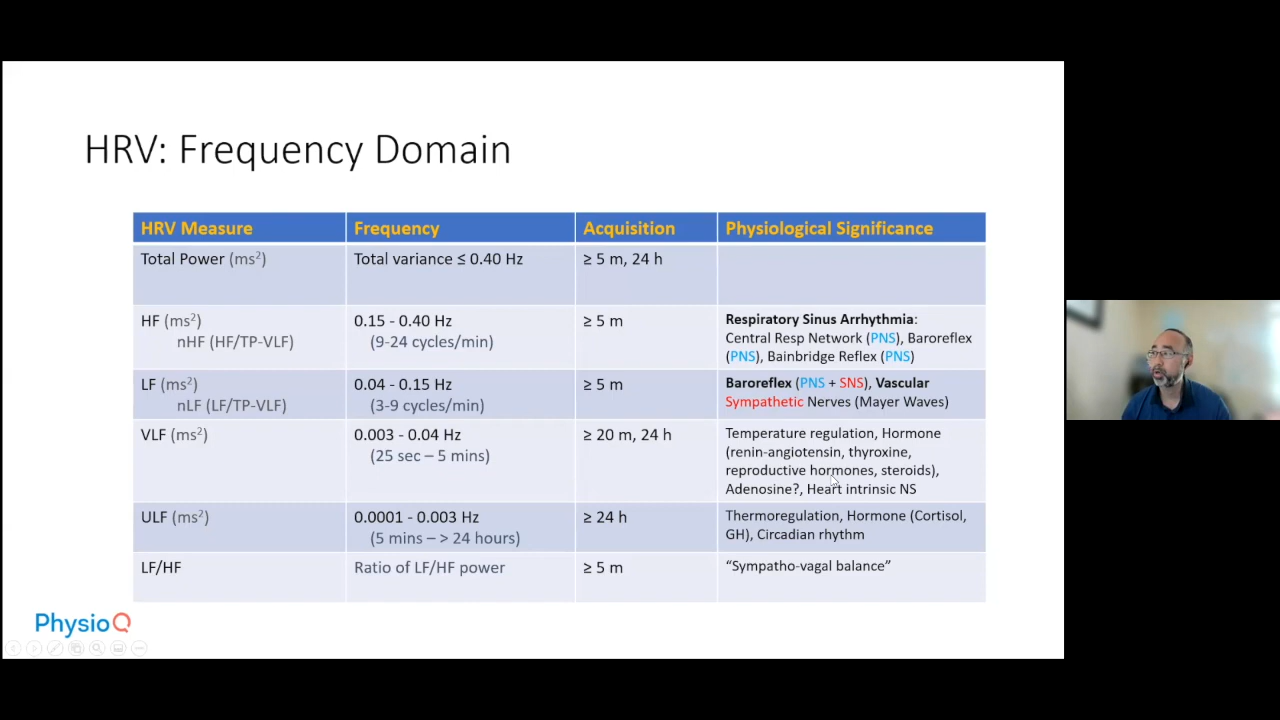 HRV: Frequency Domain
HRV Measure
Frequency
Acquisition
Physiological Significance
Total Power (ms²)
Total variance ≤ 0.40 Hz
≥ 5 m, 24 h
HF (ms²)
nHF (HF/TP-VLF)
0.15 - 0.40 Hz
(9-24 cycles/min)
≥ 5 m
Respiratory Sinus Arrhythmia:
Central Resp Network (PNS), Baroreflex
(PNS), Bainbridge Reflex (PNS)
LF (ms²)
nLF (LF/TP-VLF)
0.04 - 0.15 Hz
(3-9 cycles/min)
≥ 5 m
Baroreflex (PNS + SNS), Vascular
Sympathetic Nerves (Mayer Waves)
VLF (ms²)
0.003 - 0.04 Hz
(25 sec – 5 mins)
≥ 20 m, 24 h
Temperature regulation, Hormone
(renin-angiotensin, thyroxine,
reproductive hormones, steroids),
Adenosine?, Heart intrinsic NS
ULF (ms²)
0.0001 - 0.003 Hz
(5 mins – > 24 hours)
≥ 24 h
Thermoregulation, Hormone (Cortisol,
GH), Circadian rhythm
LF/HF
Ratio of LF/HF power
≥ 5 m
“Sympatho-vagal balance”
PhysioQ